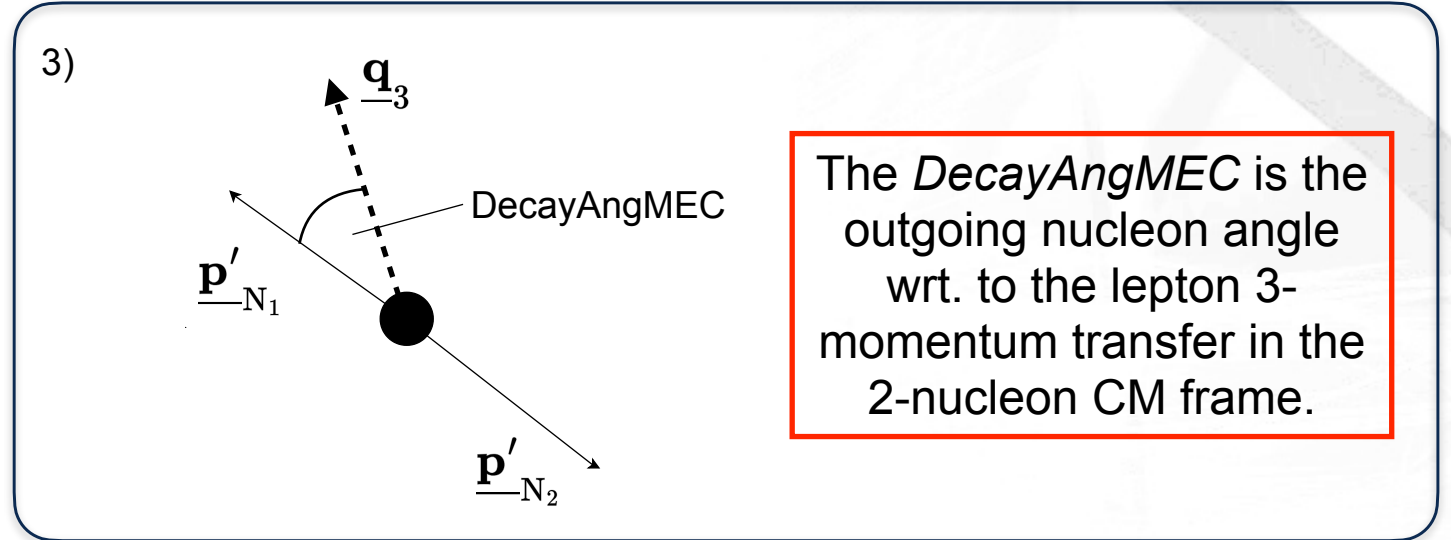 3)
q₃
DecayAngMEC
p′N₁
p′N₂
The DecayAngMEC is the
outgoing nucleon angle
wrt. to the lepton 3-
momentum transfer in the
2-nucleon CM frame.